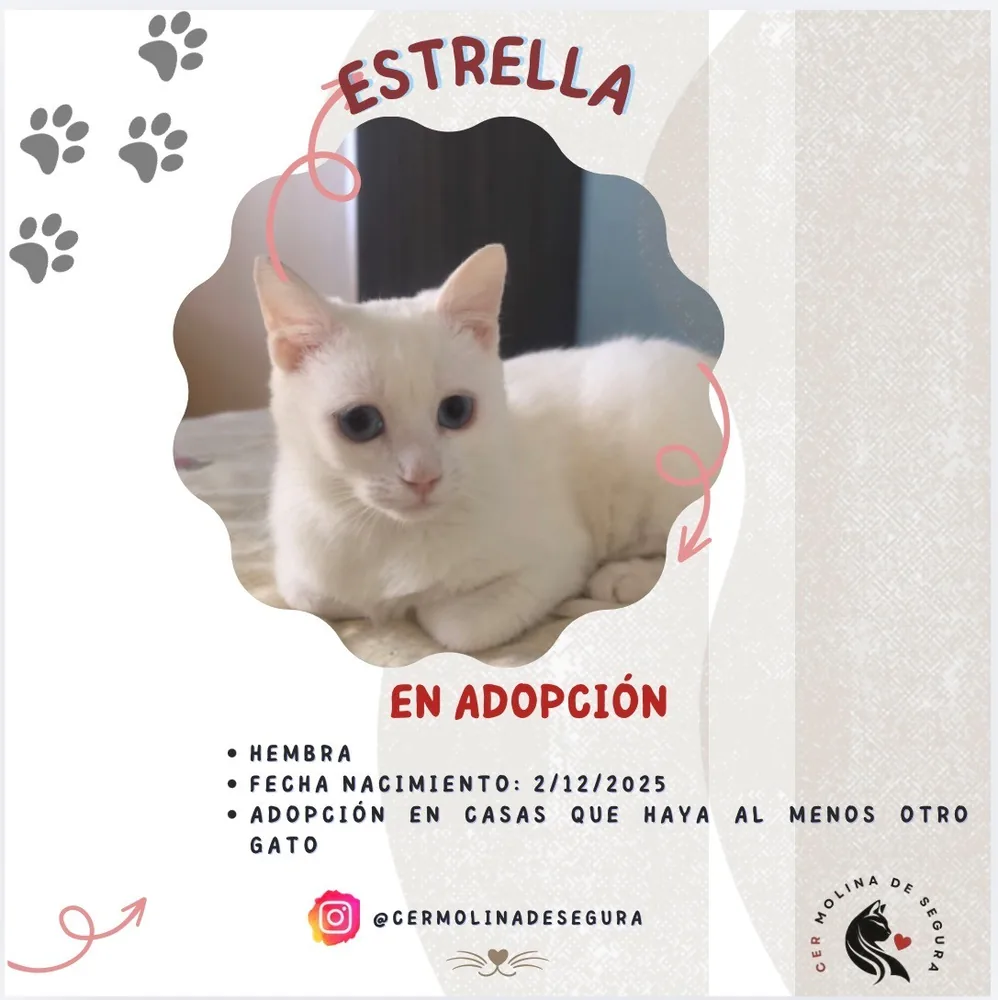 ESTRELLA
EN ADOPCIÓN
• HEMBRA
• FECHA NACIMIENTO: 2/12/2025
• ADOPCIÓN EN CASAS QUE HAYA AL MENOS OTRO
GATO
@CERMOLINADESEGURA
CER MOLINA DE SEGURA